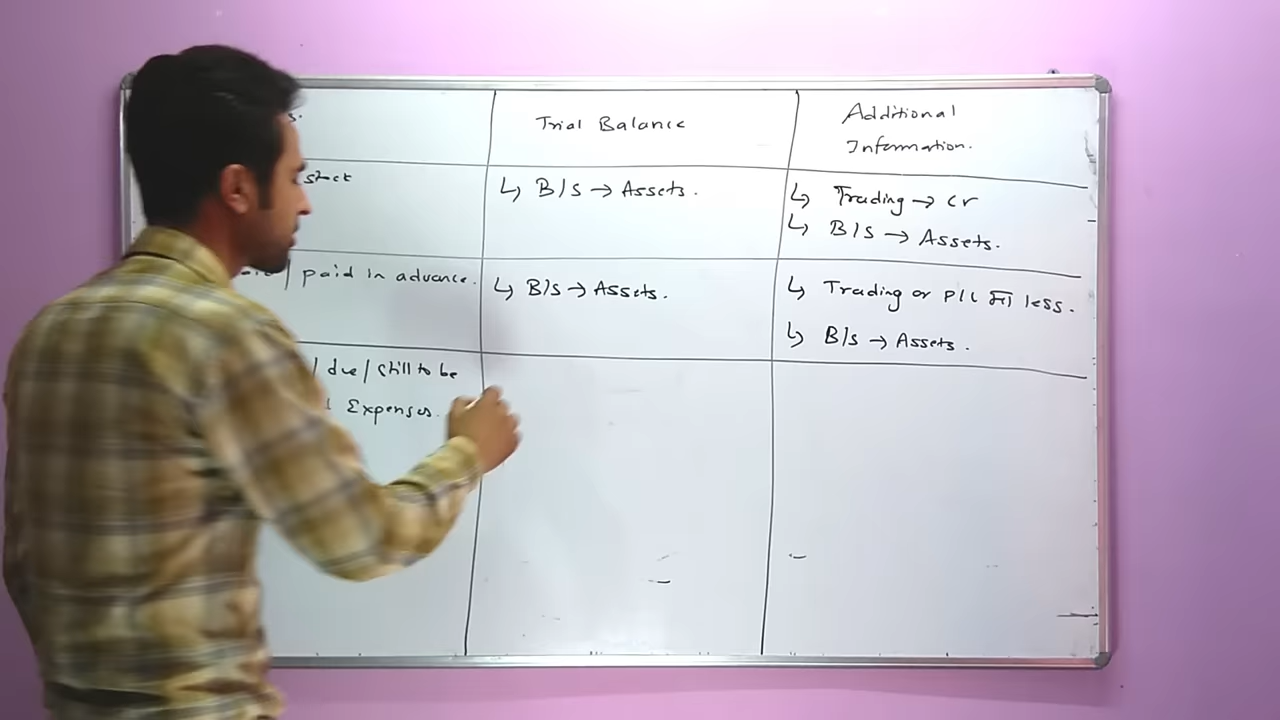 Trial Balance
Additional
Information.
stock
↳ B/S → Assets.
↳ Trading → cr
↳ B/S → Assets.
/ paid in advance.
↳ B/S → Assets.
↳ Trading or P/L में less.
↳ B/S → Assets.
/ due / still to be
Expenses.